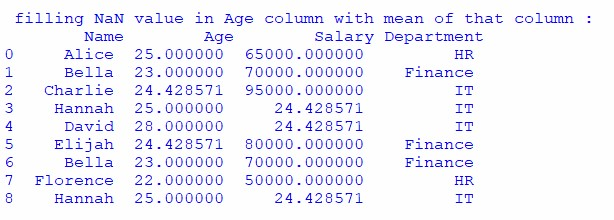 filling NaN value in Age column with mean of that column :
Name Age Salary Department
0 Alice 25.000000 65000.000000 HR
1 Bella 23.000000 70000.000000 Finance
2 Charlie 24.428571 95000.000000 IT
3 Hannah 25.000000 24.428571 IT
4 David 28.000000 24.428571 IT
5 Elijah 24.428571 80000.000000 Finance
6 Bella 23.000000 70000.000000 Finance
7 Florence 22.000000 50000.000000 HR
8 Hannah 25.000000 24.428571 IT